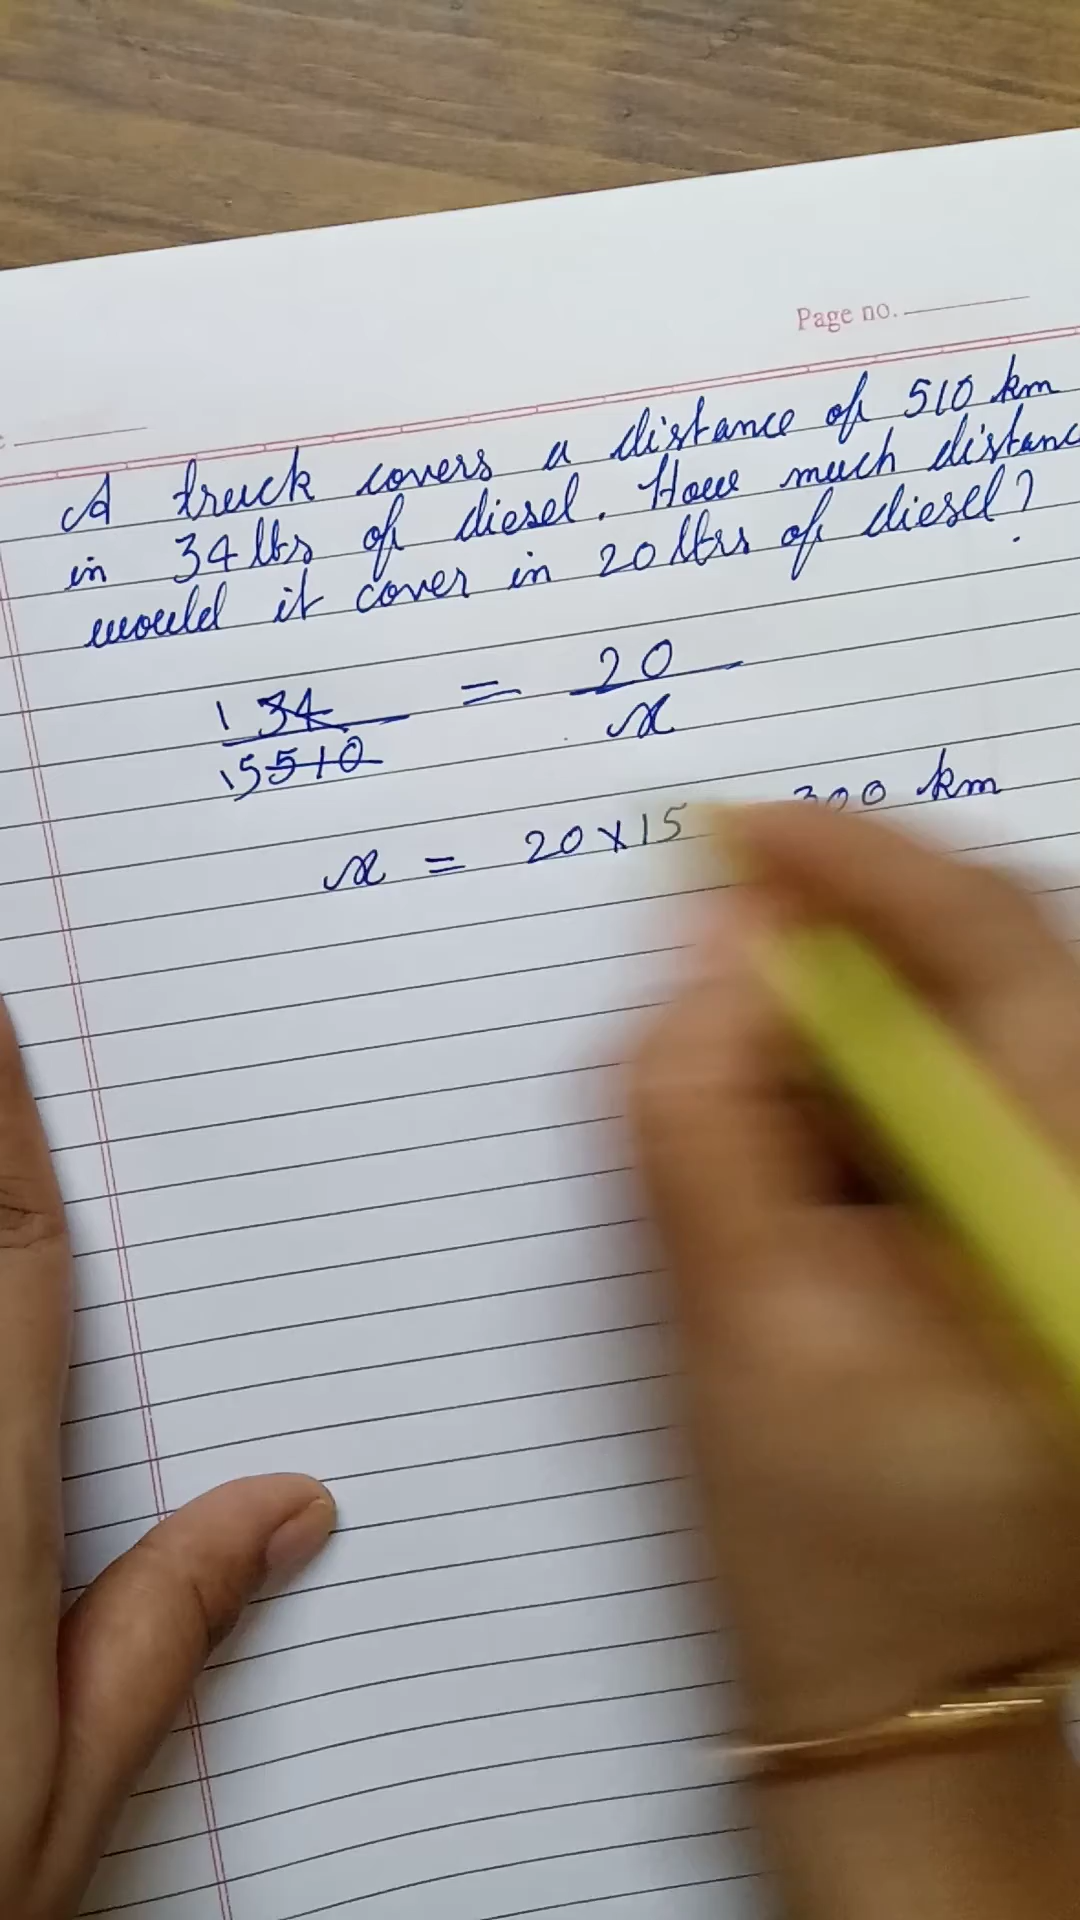 Page no.
A truck covers a distance of 510 km
in 34 ltrs of diesel. How much distanc
would it cover in 20 ltrs of diesel?
1 34 = 20
15 510 x
x = 20 × 15 300 km